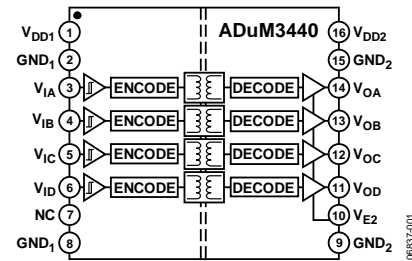 ADuM3440
VDD1 1
GND1 2
VIA 3 ENCODE DECODE 14 VOA
VIB 4 ENCODE DECODE 13 VOB
VIC 5 ENCODE DECODE 12 VOC
VID 6 ENCODE DECODE 11 VOD
NC 7
GND1 8
16 VDD2
15 GND2
10 VE2
9 GND2
06837-001